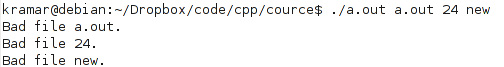 kramar@debian:~/Dropbox/code/cpp/cource$ ./a.out a.out 24 new
Bad file a.out.
Bad file 24.
Bad file new.